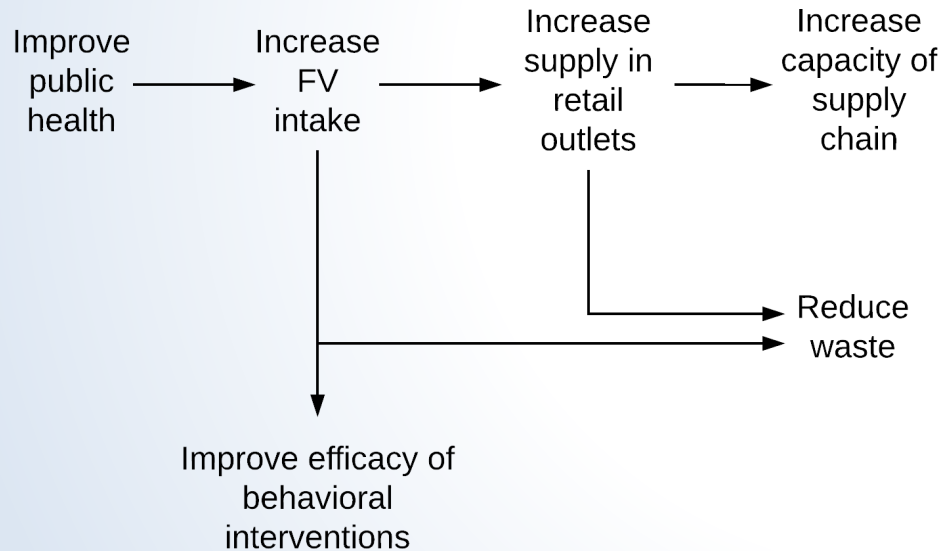 Improve
public
health
Increase
FV
intake
Increase
supply in
retail
outlets
Increase
capacity of
supply
chain
Reduce
waste
Improve efficacy of
behavioral
interventions